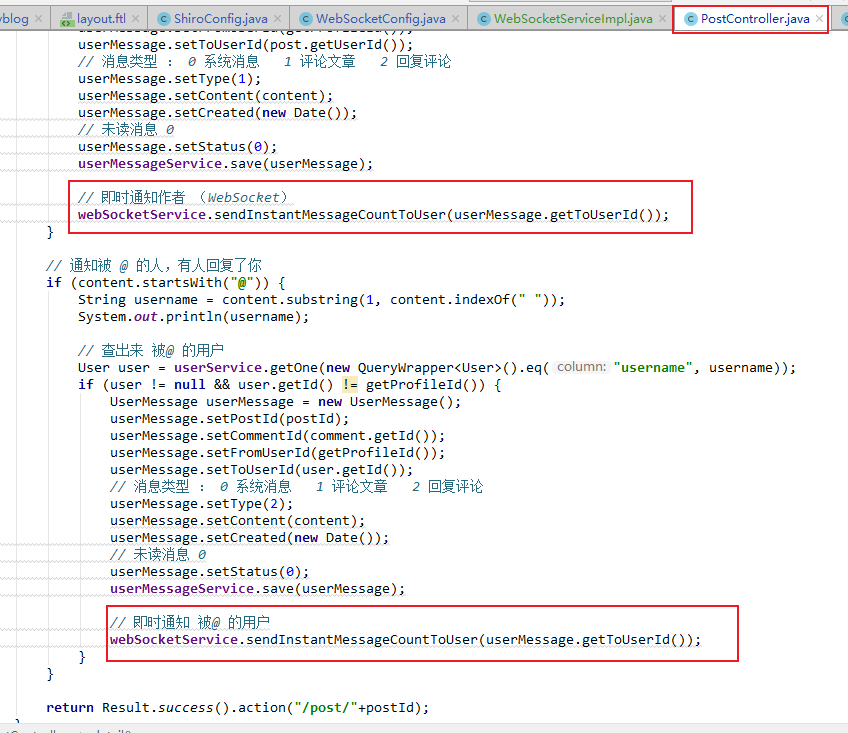 yblog layout.ftl ShiroConfig.java WebSocketConfig.java WebSocketServiceImpl.java PostController.java
userMessage.setToUserId(post.getUserId());
// 消息类型 : 0 系统消息 1 评论文章 2 回复评论
userMessage.setType(1);
userMessage.setContent(content);
userMessage.setCreated(new Date());
// 未读消息 0
userMessage.setStatus(0);
userMessageService.save(userMessage);
// 即时通知作者 （WebSocket）
webSocketService.sendInstantMessageCountToUser(userMessage.getToUserId());
}
// 通知被 @ 的人，有人回复了你
if (content.startsWith("@")) {
String username = content.substring(1, content.indexOf(" "));
System.out.println(username);
// 查出来 被@ 的用户
User user = userService.getOne(new QueryWrapper<User>().eq( column: "username", username));
if (user != null && user.getId() != getProfileId()) {
UserMessage userMessage = new UserMessage();
userMessage.setPostId(postId);
userMessage.setCommentId(comment.getId());
userMessage.setFromUserId(getProfileId());
userMessage.setToUserId(user.getId());
// 消息类型 : 0 系统消息 1 评论文章 2 回复评论
userMessage.setType(2);
userMessage.setContent(content);
userMessage.setCreated(new Date());
// 未读消息 0
userMessage.setStatus(0);
userMessageService.save(userMessage);
// 即时通知 被@ 的用户
webSocketService.sendInstantMessageCountToUser(userMessage.getToUserId());
}
}
return Result.success().action("/post/"+postId);